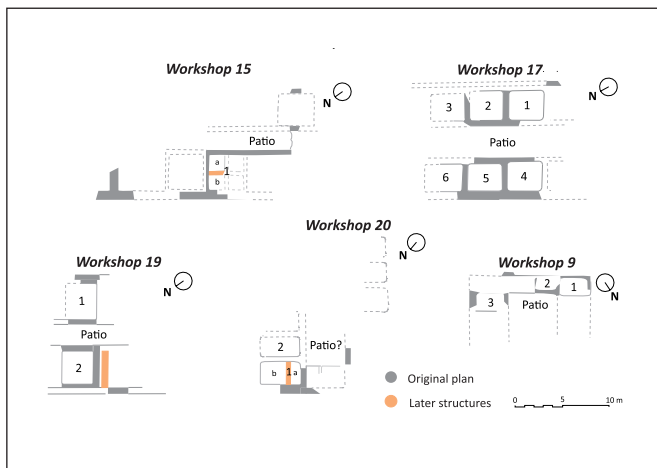 Workshop 15
N
Patio
a
1
b
Workshop 17
N
3 2 1
Patio
6 5 4
Workshop 19
N
1
Patio
2
Workshop 20
N
2
Patio?
b 1 a
Workshop 9
N
2 1
3
Patio
Original plan
Later structures
0 5 10 m